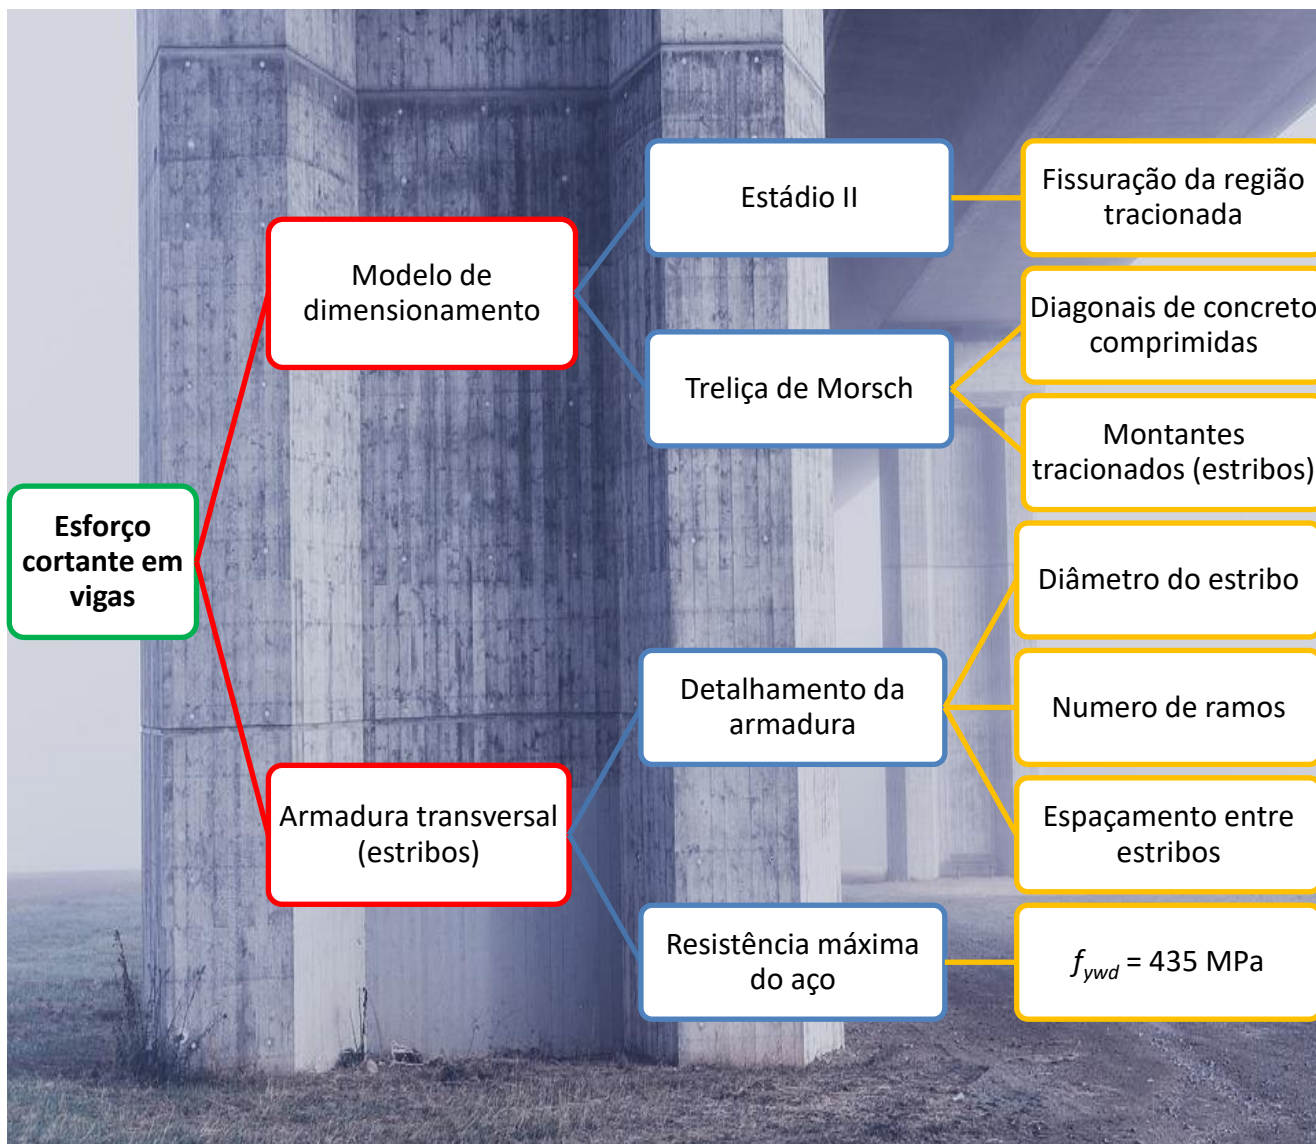 Esforço
cortante em
vigas
Modelo de
dimensionamento
Estádio II
Fissuração da região
tracionada
Treliça de Morsch
Diagonais de concreto
comprimidas
Montantes
tracionados (estribos)
Armadura transversal
(estribos)
Detalhamento da
armadura
Diâmetro do estribo
Numero de ramos
Espaçamento entre
estribos
Resistência máxima
do aço
fywd = 435 MPa